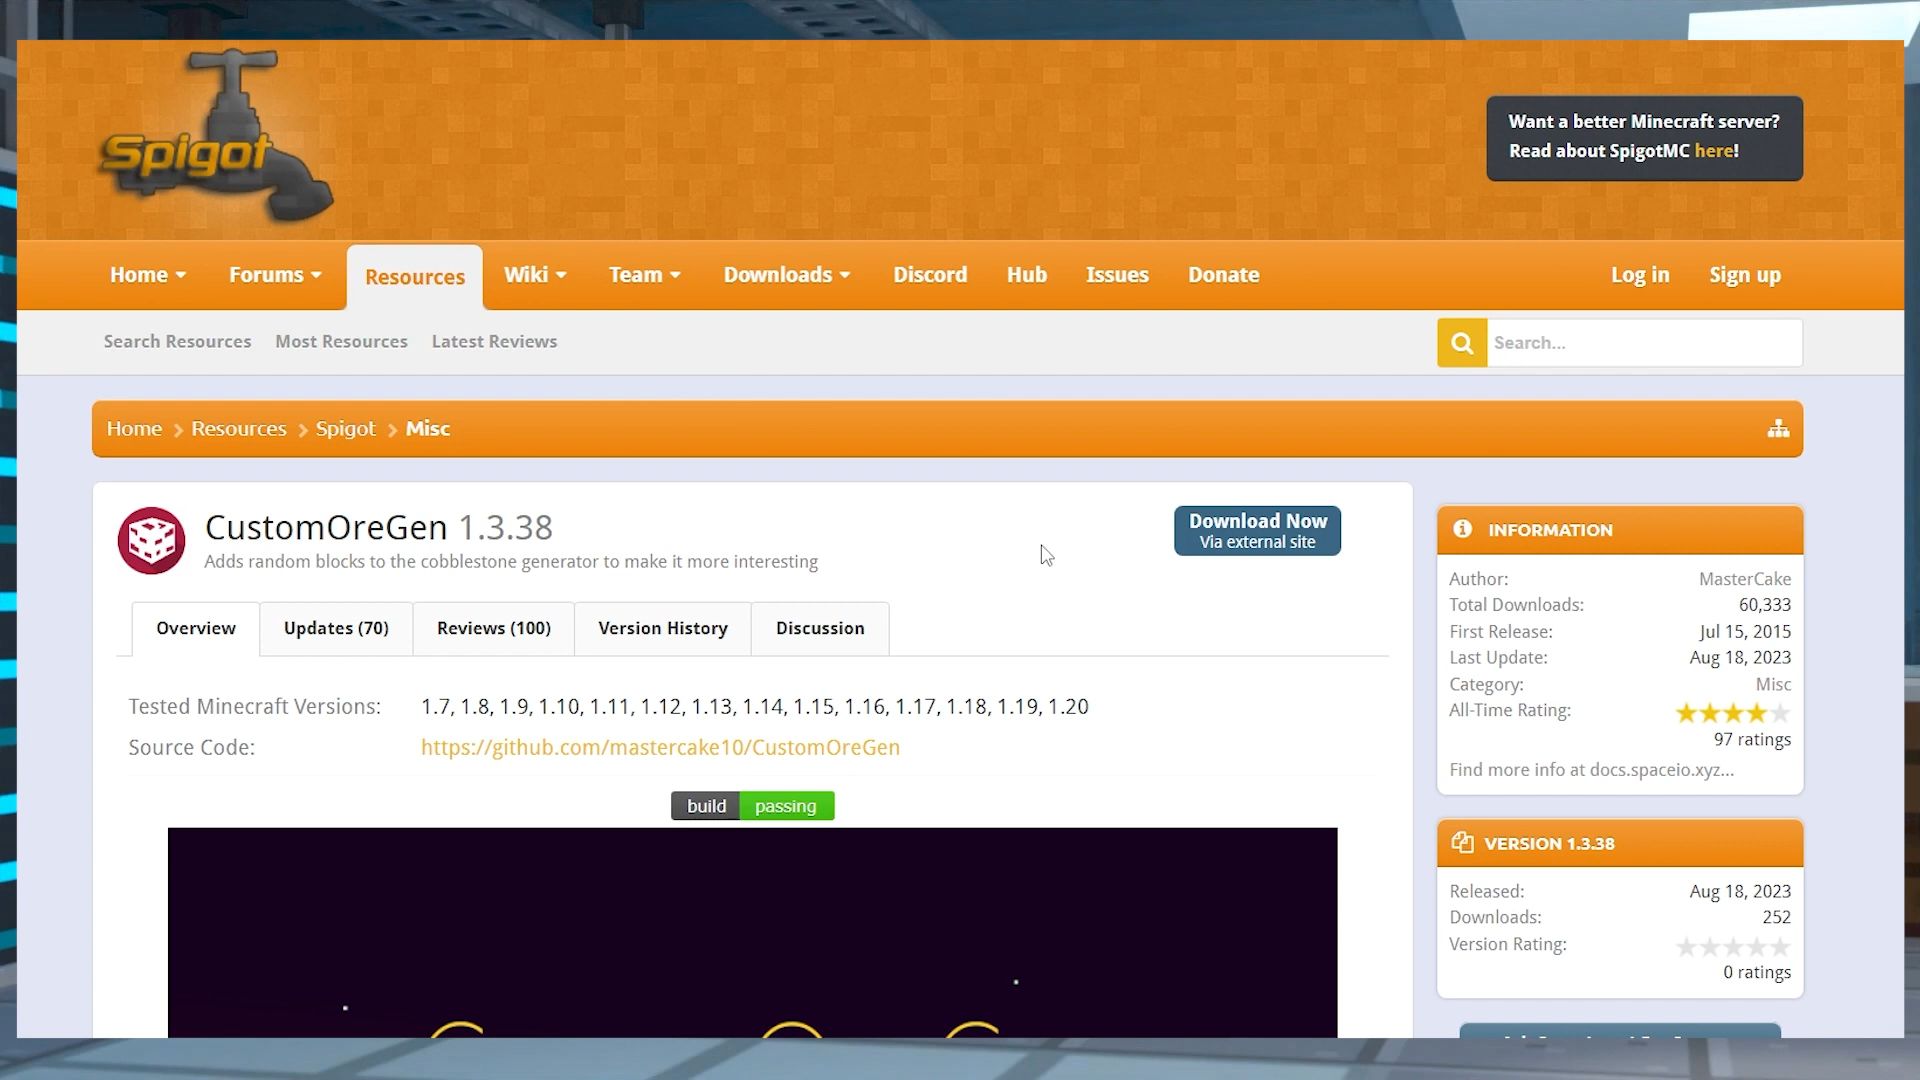 Spigot
Want a better Minecraft server?
Read about SpigotMC here!
Home Forums Resources Wiki Team Downloads Discord Hub Issues Donate Log in Sign up
Search Resources Most Resources Latest Reviews
Search...
Home Resources Spigot Misc
CustomOreGen 1.3.38
Adds random blocks to the cobblestone generator to make it more interesting
Download Now
Via external site
Overview Updates (70) Reviews (100) Version History Discussion
Tested Minecraft Versions: 1.7, 1.8, 1.9, 1.10, 1.11, 1.12, 1.13, 1.14, 1.15, 1.16, 1.17, 1.18, 1.19, 1.20
Source Code: https://github.com/mastercake10/CustomOreGen
build passing
INFORMATION
Author: MasterCake
Total Downloads: 60,333
First Release: Jul 15, 2015
Last Update: Aug 18, 2023
Category: Misc
All-Time Rating:
97 ratings
Find more info at docs.spaceio.xyz...
VERSION 1.3.38
Released: Aug 18, 2023
Downloads: 252
Version Rating:
0 ratings